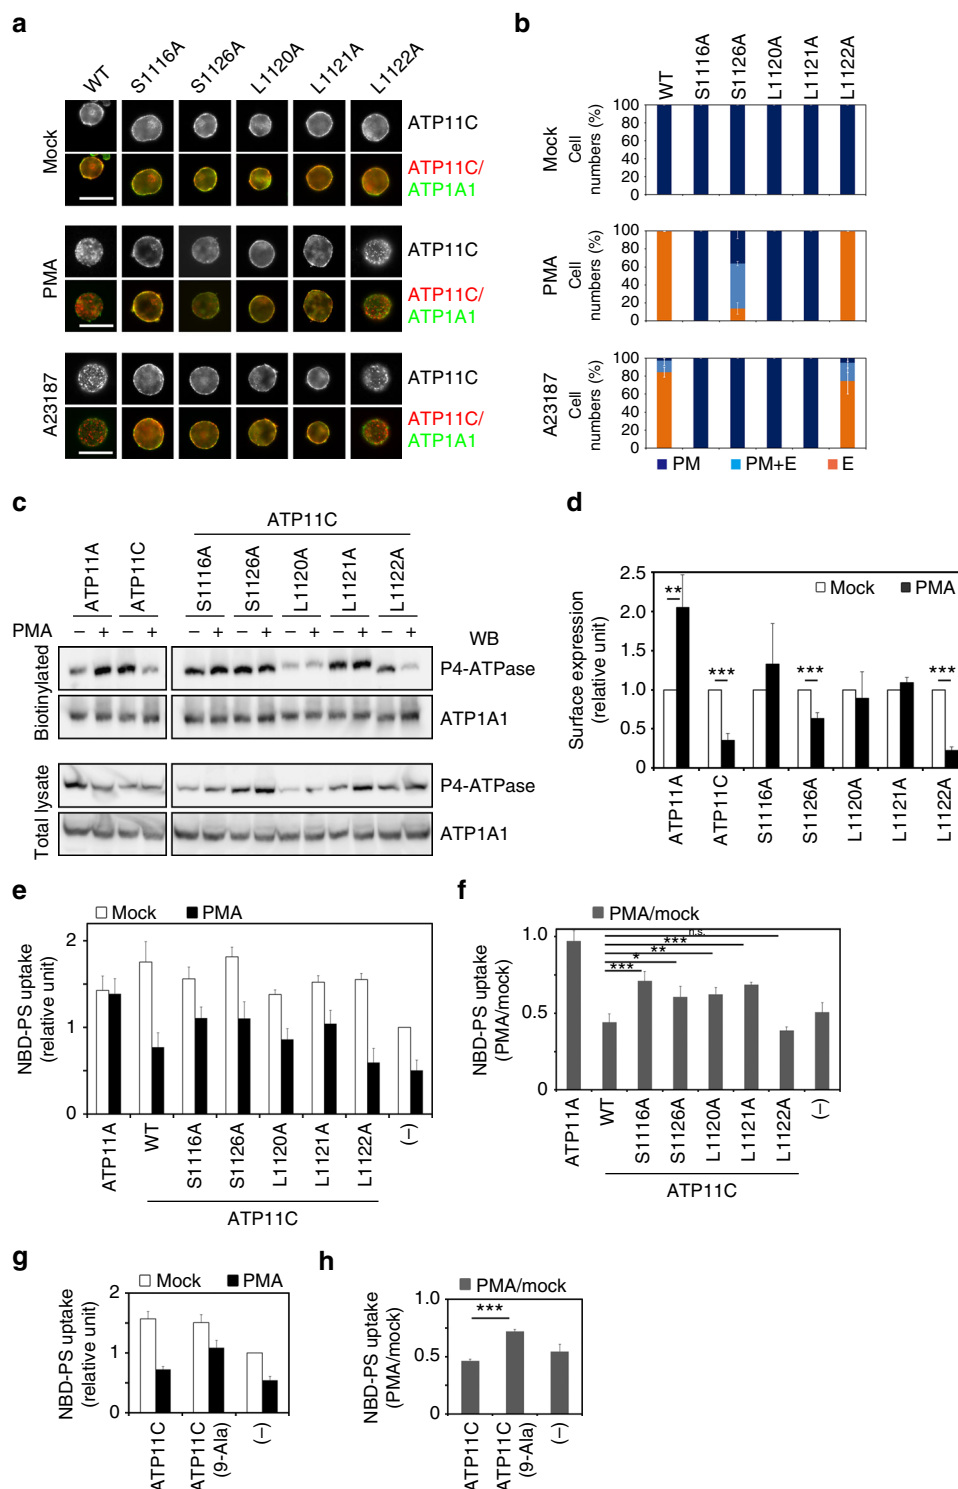 a
WT
S1116A
S1126A
L1120A
L1121A
L1122A
Mock
ATP11C
ATP11C/
ATP1A1
PMA
ATP11C
ATP11C/
ATP1A1
A23187
ATP11C
ATP11C/
ATP1A1
b
WT
S1116A
S1126A
L1120A
L1121A
L1122A
Mock
Cell
numbers (%)
100
80
60
40
20
0
PMA
Cell
numbers (%)
100
80
60
40
20
0
A23187
Cell
numbers (%)
100
80
60
40
20
0
PM
PM+E
E
c
ATP11C
ATP11A
ATP11C
S1116A
S1126A
L1120A
L1121A
L1122A
PMA
− + − +
− + − + − + − + − +
WB
Biotinylated
P4-ATPase
ATP1A1
Total lysate
P4-ATPase
ATP1A1
d
Surface expression
(relative unit)
2.5
2.0
1.5
1.0
0.5
0
Mock
PMA
**
***
***
***
ATP11A
ATP11C
S1116A
S1126A
L1120A
L1121A
L1122A
e
Mock
PMA
NBD-PS uptake
(relative unit)
2
1
0
ATP11A
WT
S1116A
S1126A
L1120A
L1121A
L1122A
(−)
ATP11C
f
PMA/mock
NBD-PS uptake
(PMA/mock)
1
0.5
0
n.s.
***
**
*
***
ATP11A
WT
S1116A
S1126A
L1120A
L1121A
L1122A
(−)
ATP11C
g
Mock
PMA
NBD-PS uptake
(relative unit)
2
1
0
ATP11C
ATP11C
(9-Ala)
(−)
h
PMA/mock
NBD-PS uptake
(PMA/mock)
1.0
0.5
0
***
ATP11C
ATP11C
(9-Ala)
(−)